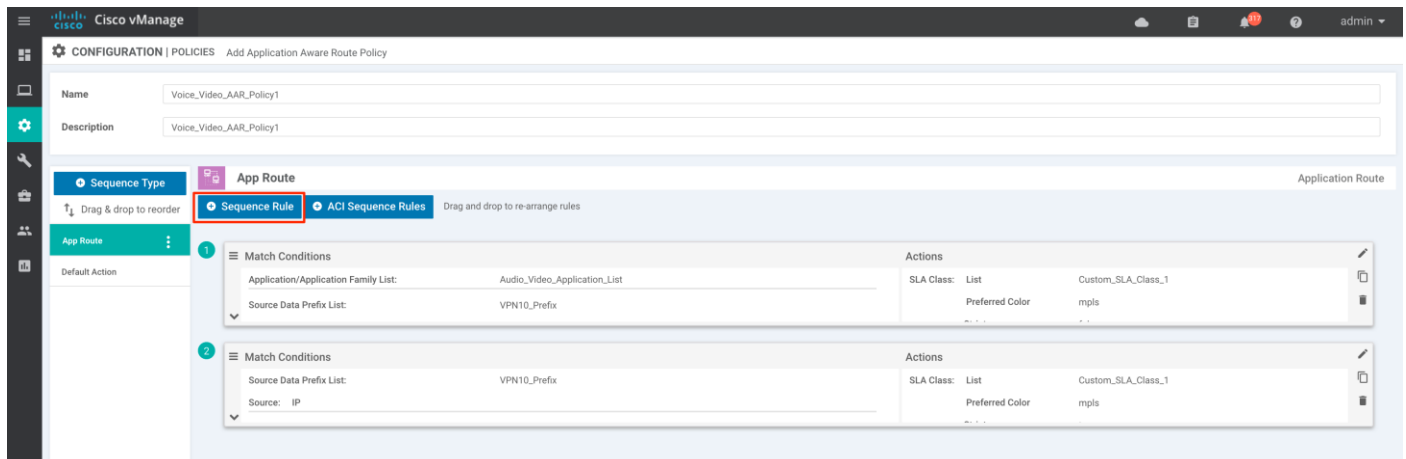 CISCO Cisco vManage 317 admin
CONFIGURATION | POLICIES Add Application Aware Route Policy
Name Voice_Video_AAR_Policy1
Description Voice_Video_AAR_Policy1
Sequence Type App Route Application Route
Drag & drop to reorder Sequence Rule ACI Sequence Rules Drag and drop to re-arrange rules
App Route
Default Action
1 Match Conditions Actions
Application/Application Family List: Audio_Video_Application_List SLA Class: List Custom_SLA_Class_1
Source Data Prefix List: VPN10_Prefix Preferred Color mpls
2 Match Conditions Actions
Source Data Prefix List: VPN10_Prefix SLA Class: List Custom_SLA_Class_1
Source: IP Preferred Color mpls